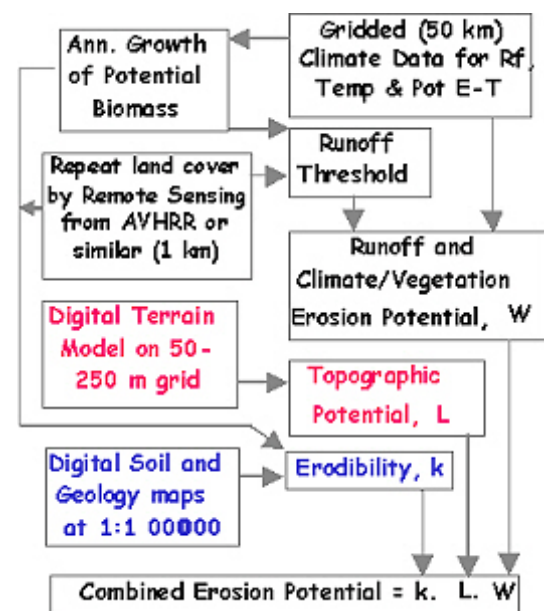 Ann. Growth
of Potential
Biomass
Gridded (50 km)
Climate Data for Rf,
Temp & Pot E-T
Repeat land cover
by Remote Sensing
from AVHRR or
similar (1 km)
Runoff
Threshold
Runoff and
Climate/Vegetation
Erosion Potential, W
Digital Terrain
Model on 50-
250 m grid
Topographic
Potential, L
Digital Soil and
Geology maps
at 1:1 00000
Erodibility, k
Combined Erosion Potential = k. L. W